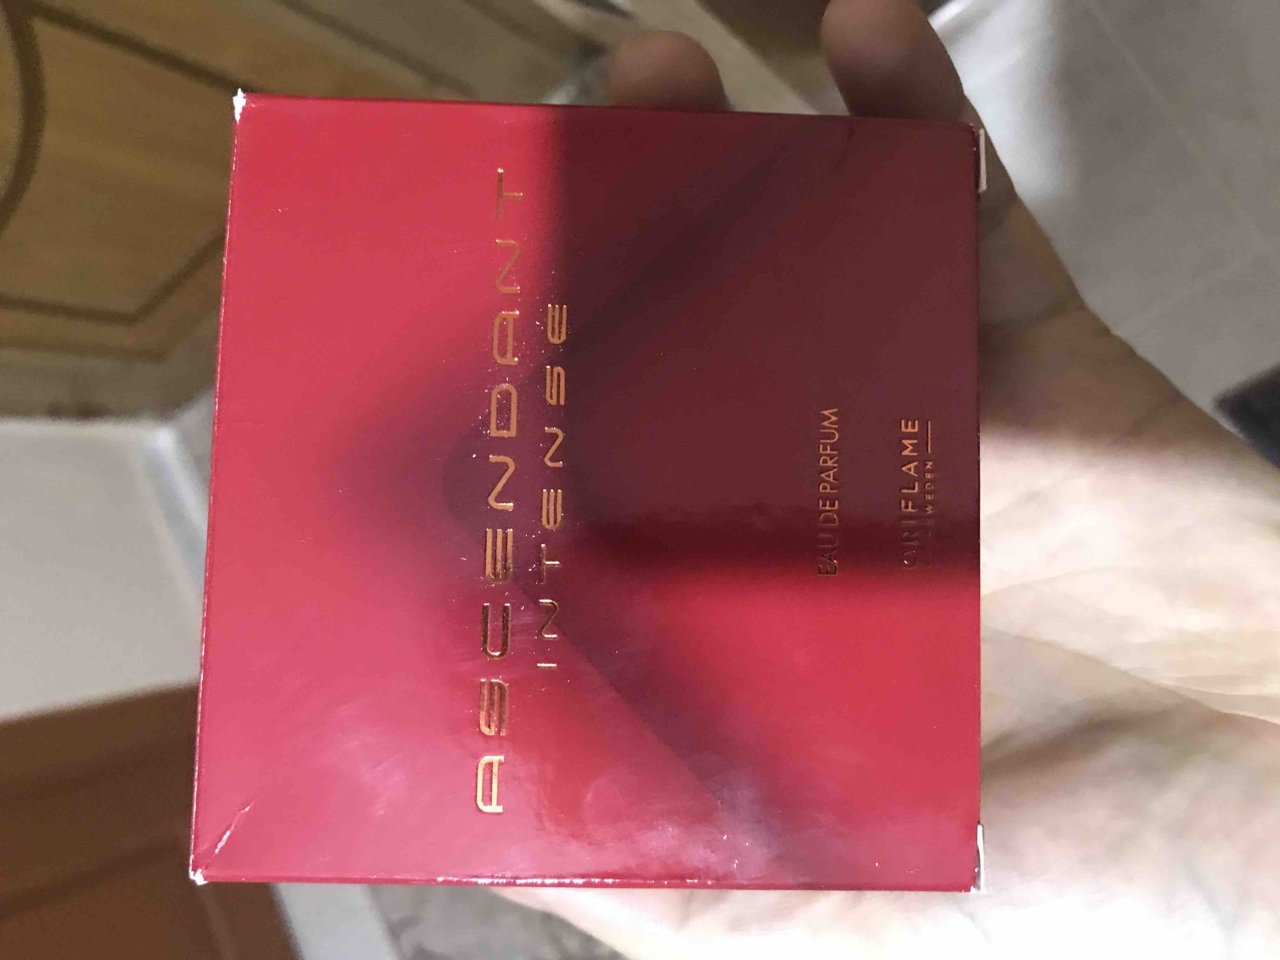 ASCENDANT
INTENSE
EAU DE PARFUM
ORIFLAME
SWEDEN